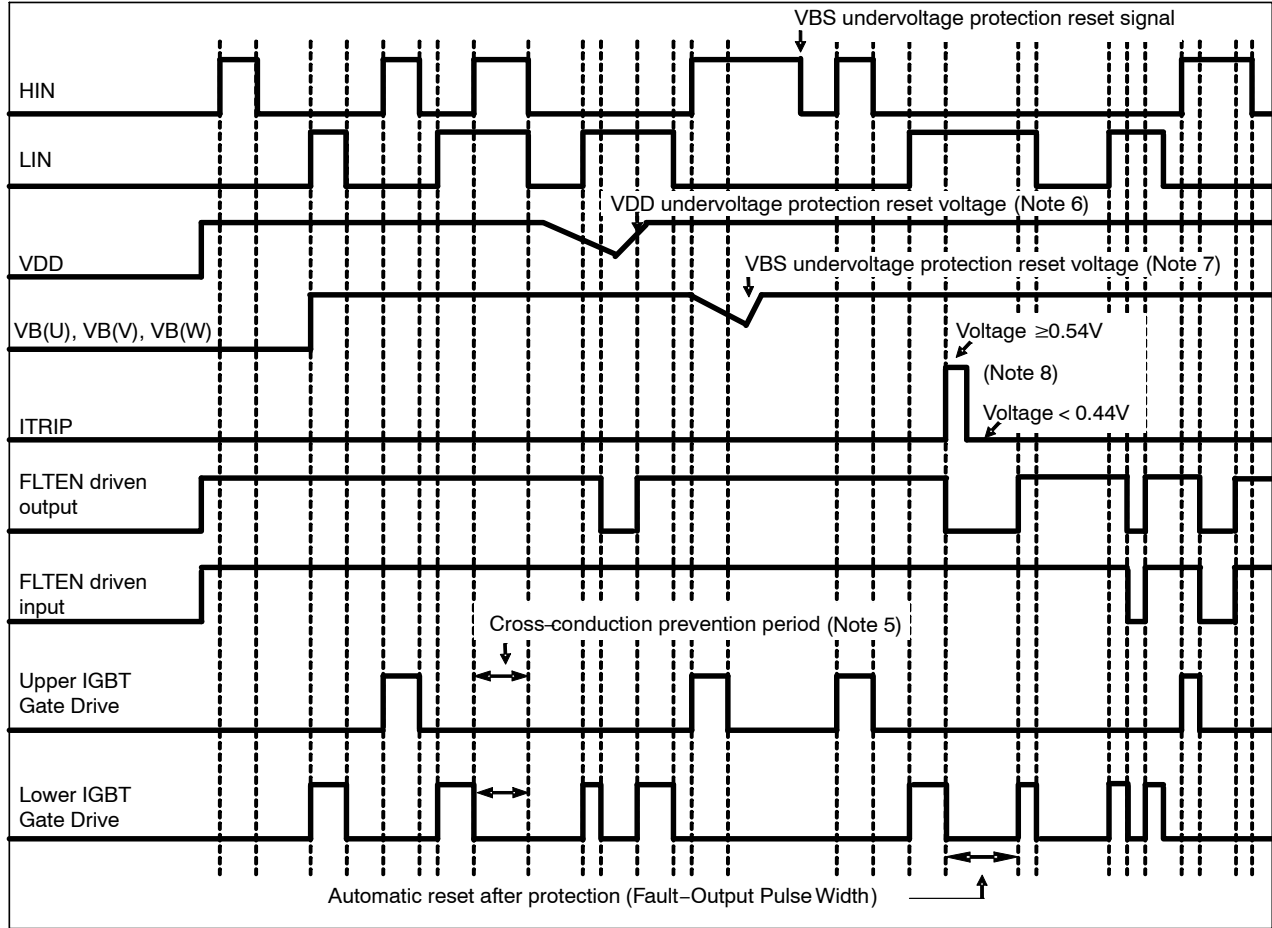 VBS undervoltage protection reset signal
HIN
LIN
VDD undervoltage protection reset voltage (Note 6)
VDD
VBS undervoltage protection reset voltage (Note 7)
VB(U), VB(V), VB(W)
Voltage ≥0.54V
(Note 8)
Voltage < 0.44V
ITRIP
FLTEN driven
output
FLTEN driven
input
Cross−conduction prevention period (Note 5)
Upper IGBT
Gate Drive
Lower IGBT
Gate Drive
Automatic reset after protection (Fault−Output Pulse Width)